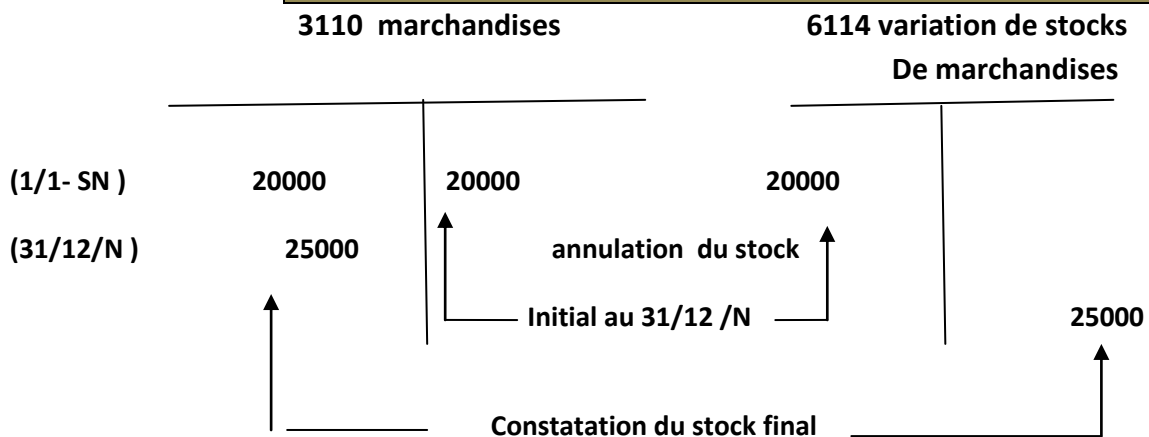 3110 marchandises 6114 variation de stocks
De marchandises
(1/1- SN ) 20000 20000 20000
(31/12/N ) 25000 annulation du stock
Initial au 31/12 /N 25000
Constatation du stock final